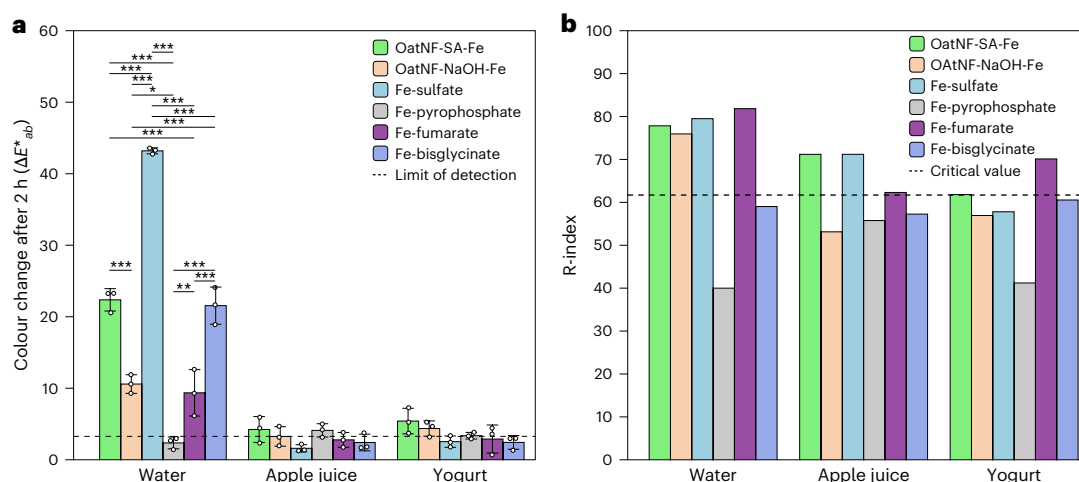 a
Colour change after 2 h (ΔE*ab)
60
50
40
30
20
10
0
***
***
***
***
*
***
***
***
***
***
***
***
**
OatNF-SA-Fe
OatNF-NaOH-Fe
Fe-sulfate
Fe-pyrophosphate
Fe-fumarate
Fe-bisglycinate
Limit of detection
Water
Apple juice
Yogurt
b
R-index
100
90
80
70
60
50
40
30
20
10
0
OatNF-SA-Fe
OAtNF-NaOH-Fe
Fe-sulfate
Fe-pyrophosphate
Fe-fumarate
Fe-bisglycinate
Critical value
Water
Apple juice
Yogurt